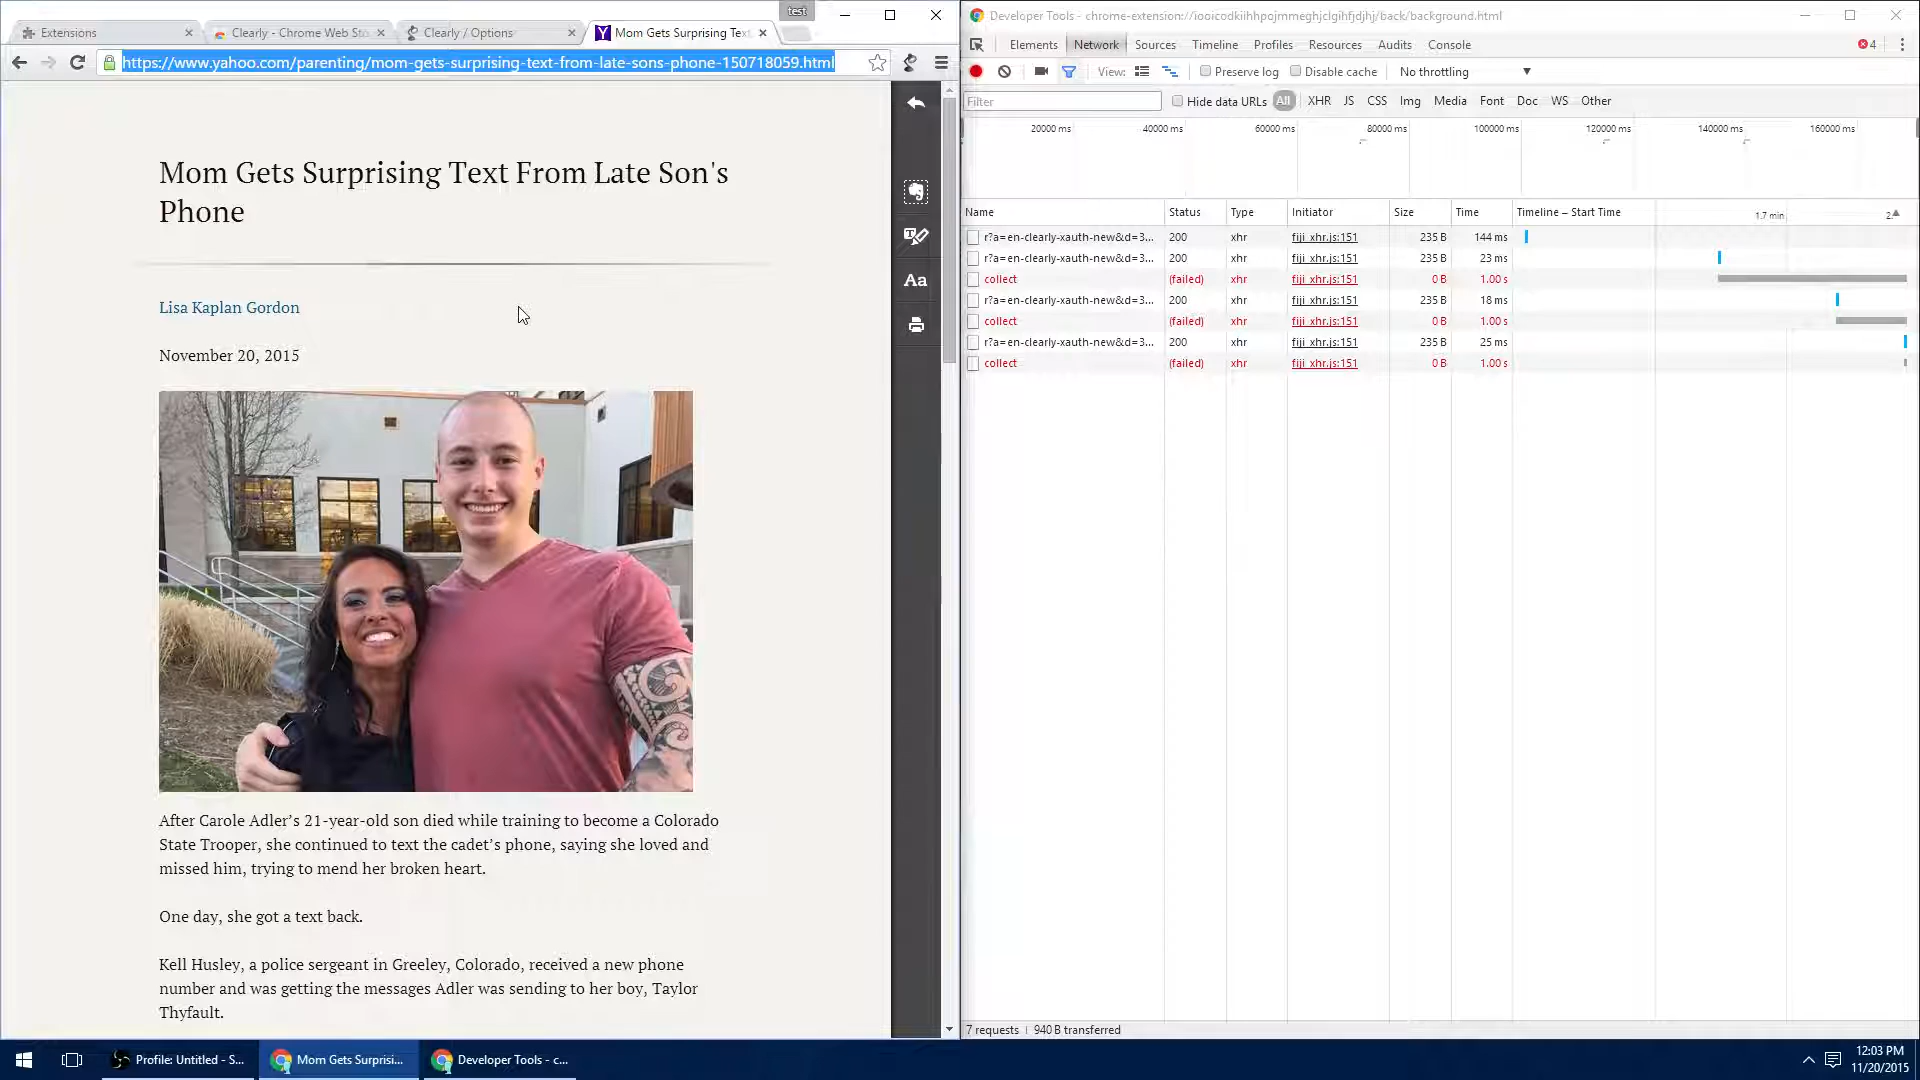 test
Extensions
Clearly - Chrome Web Sto
Clearly / Options
Mom Gets Surprising Text
https://www.yahoo.com/parenting/mom-gets-surprising-text-from-late-sons-phone-150718059.html
Mom Gets Surprising Text From Late Son's
Phone
Lisa Kaplan Gordon
November 20, 2015
After Carole Adler’s 21-year-old son died while training to become a Colorado
State Trooper, she continued to text the cadet’s phone, saying she loved and
missed him, trying to mend her broken heart.
One day, she got a text back.
Kell Husley, a police sergeant in Greeley, Colorado, received a new phone
number and was getting the messages Adler was sending to her boy, Taylor
Thyfault.
Aa
Developer Tools - chrome-extension://iooicodkiihhpojmmeghjclgihfjdjhj/back/background.html
Elements Network Sources Timeline Profiles Resources Audits Console 4
View: Preserve log Disable cache No throttling
Filter Hide data URLs All XHR JS CSS Img Media Font Doc WS Other
20000 ms 40000 ms 60000 ms 80000 ms 100000 ms 120000 ms 140000 ms 160000 ms
Name Status Type Initiator Size Time Timeline – Start Time 1.7 min 2.
r?a=en-clearly-xauth-new&d=3... 200 xhr fiji_xhr.js:151 235 B 144 ms
r?a=en-clearly-xauth-new&d=3... 200 xhr fiji_xhr.js:151 235 B 23 ms
collect (failed) xhr fiji_xhr.js:151 0 B 1.00 s
r?a=en-clearly-xauth-new&d=3... 200 xhr fiji_xhr.js:151 235 B 18 ms
collect (failed) xhr fiji_xhr.js:151 0 B 1.00 s
r?a=en-clearly-xauth-new&d=3... 200 xhr fiji_xhr.js:151 235 B 25 ms
collect (failed) xhr fiji_xhr.js:151 0 B 1.00 s
7 requests | 940 B transferred
Profile: Untitled - S...
Mom Gets Surprisi...
Developer Tools - c...
12:03 PM
11/20/2015